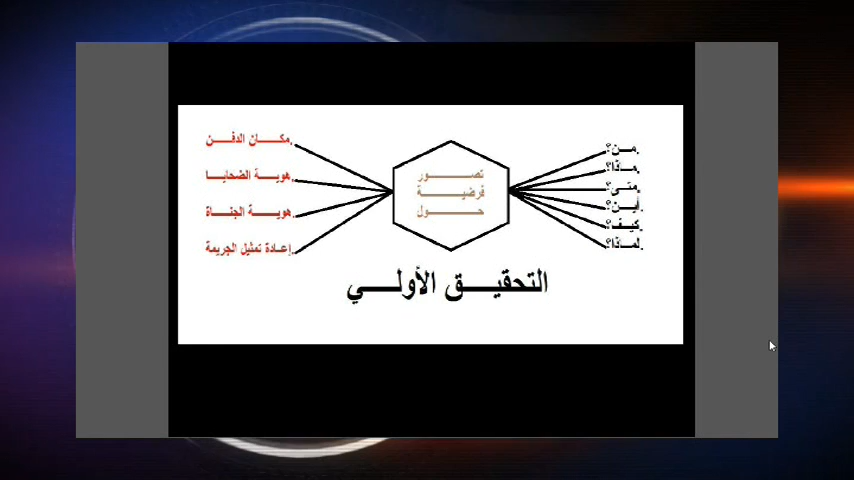 من؟
ماذا؟
متى؟
أين؟
كيف؟
لماذا؟
تصور
فرضية
حول
مكان الدفن.
هوية الضحايا.
هوية الجناة.
إعادة تمثيل الجريمة.
التحقيق الأولي